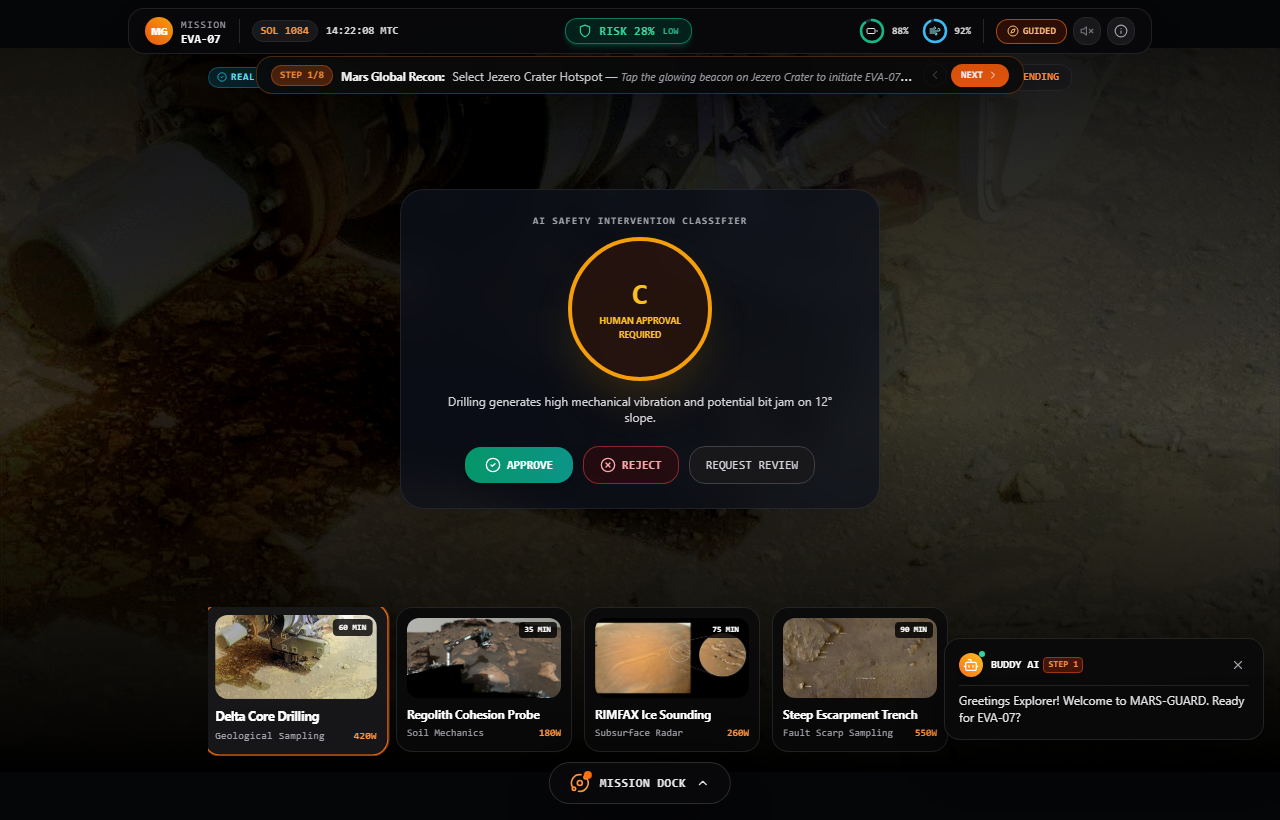 MG
MISSION
EVA-07
SOL 1084
14:22:08 MTC
RISK 28% LOW
88%
92%
GUIDED
REAL
STEP 1/8
Mars Global Recon: Select Jezero Crater Hotspot — Tap the glowing beacon on Jezero Crater to initiate EVA-07...
NEXT
ENDING
AI SAFETY INTERVENTION CLASSIFIER
C
HUMAN APPROVAL
REQUIRED
Drilling generates high mechanical vibration and potential bit jam on 12°
slope.
APPROVE
REJECT
REQUEST REVIEW
60 MIN
Delta Core Drilling
Geological Sampling
420W
35 MIN
Regolith Cohesion Probe
Soil Mechanics
180W
75 MIN
RIMFAX Ice Sounding
Subsurface Radar
260W
90 MIN
Steep Escarpment Trench
Fault Scarp Sampling
550W
BUDDY AI STEP 1
Greetings Explorer! Welcome to MARS-GUARD. Ready
for EVA-07?
MISSION DOCK